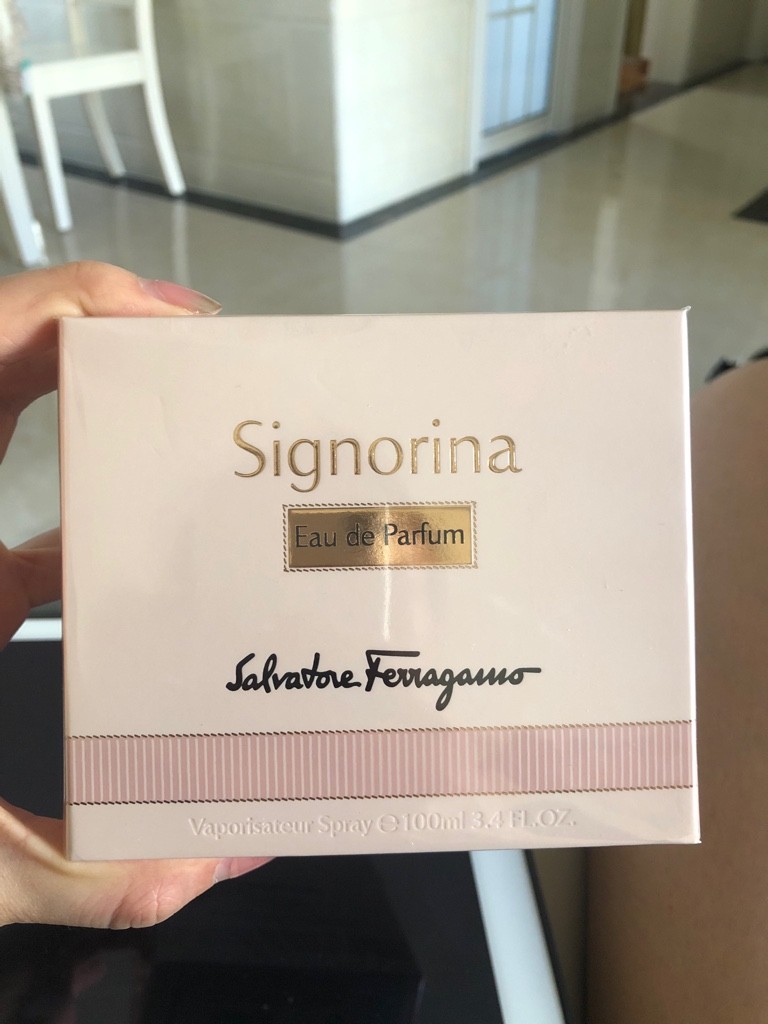 Signorina
Eau de Parfum
Salvatore Ferragamo
Vaporisateur Spray ℮ 100ml 3.4 FL.OZ.